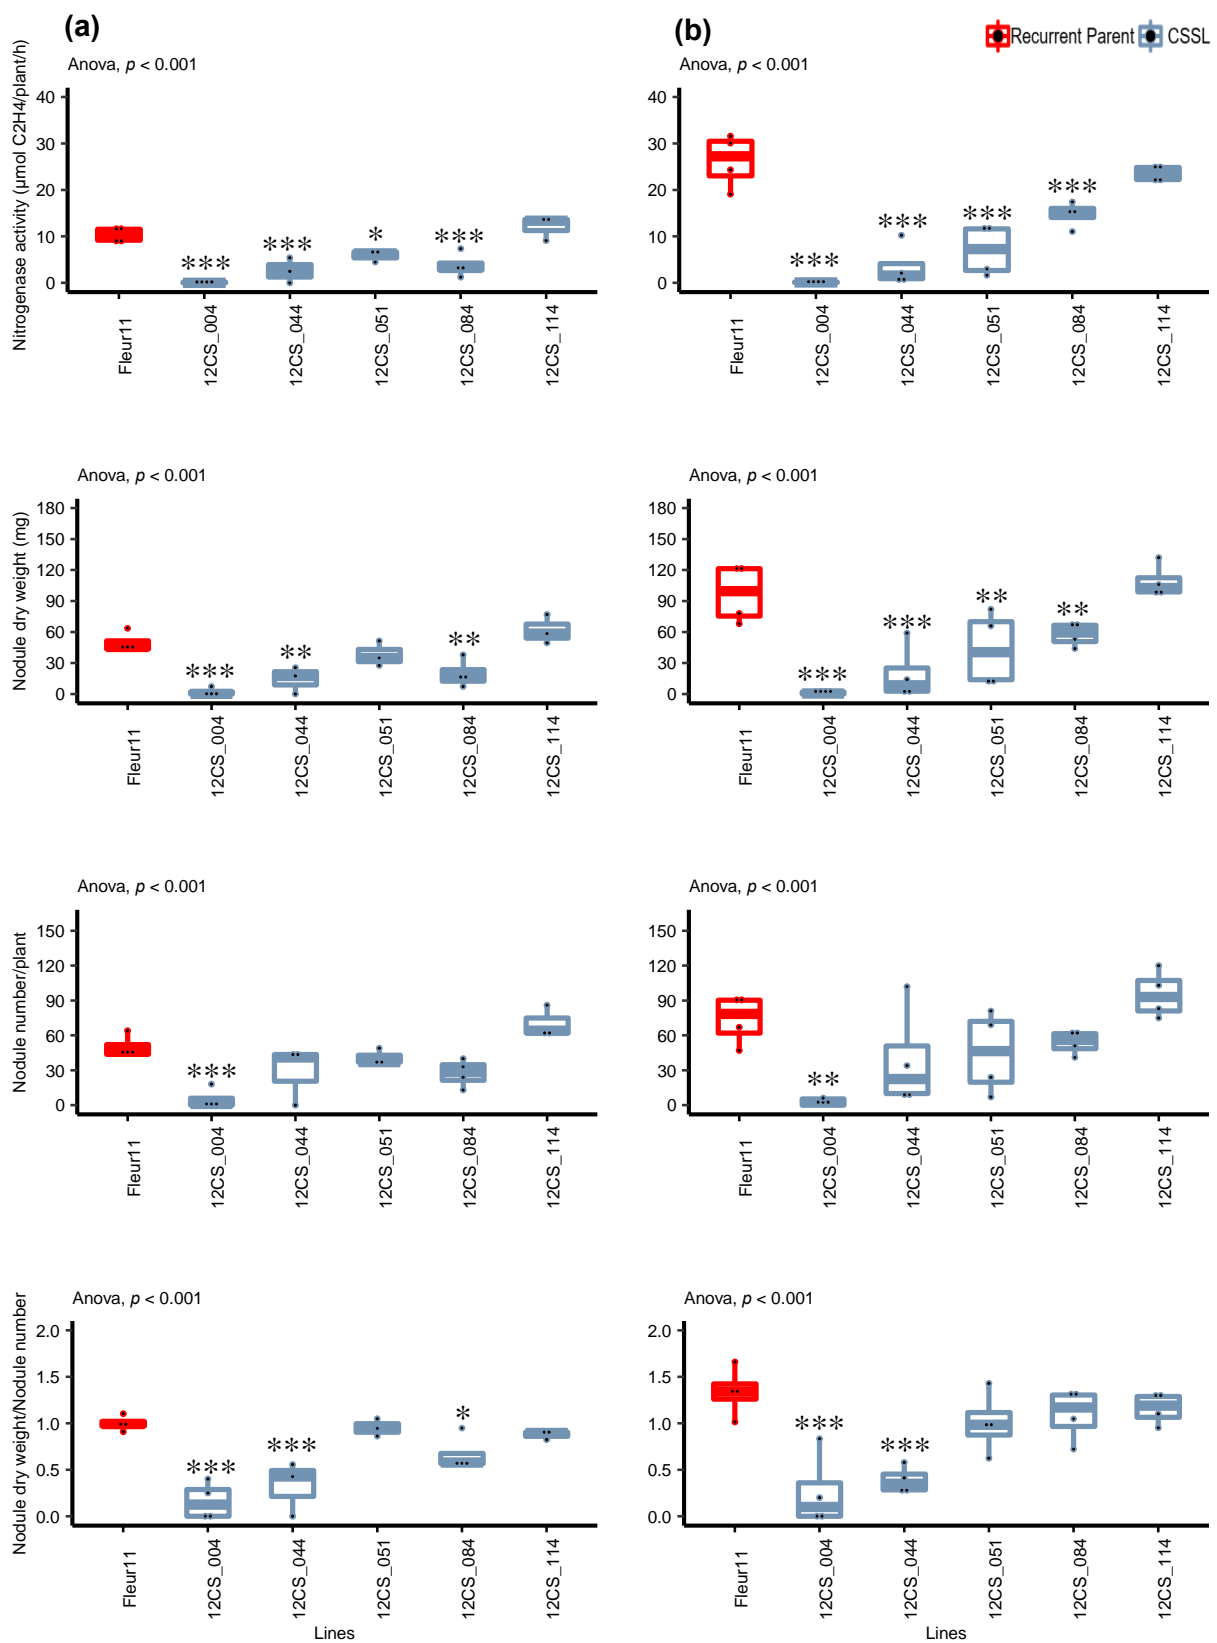 (a)
(b)
Recurrent Parent CSSL
Anova, p < 0.001
Nitrogenase activity (µmol C2H4/plant/h)
40
30
20
10
0
***
***
*
***
Fleur11
12CS_004
12CS_044
12CS_051
12CS_084
12CS_114
Anova, p < 0.001
40
30
20
10
0
***
***
***
***
Fleur11
12CS_004
12CS_044
12CS_051
12CS_084
12CS_114
Anova, p < 0.001
Nodule dry weight (mg)
180
150
120
90
60
30
0
***
**
**
Fleur11
12CS_004
12CS_044
12CS_051
12CS_084
12CS_114
Anova, p < 0.001
180
150
120
90
60
30
0
***
***
**
**
Fleur11
12CS_004
12CS_044
12CS_051
12CS_084
12CS_114
Anova, p < 0.001
Nodule number/plant
150
120
90
60
30
0
***
Fleur11
12CS_004
12CS_044
12CS_051
12CS_084
12CS_114
Anova, p < 0.001
150
120
90
60
30
0
**
Fleur11
12CS_004
12CS_044
12CS_051
12CS_084
12CS_114
Anova, p < 0.001
Nodule dry weight/Nodule number
2.0
1.5
1.0
0.5
0.0
***
***
*
Fleur11
12CS_004
12CS_044
12CS_051
12CS_084
12CS_114
Lines
Anova, p < 0.001
2.0
1.5
1.0
0.5
0.0
***
***
Fleur11
12CS_004
12CS_044
12CS_051
12CS_084
12CS_114
Lines